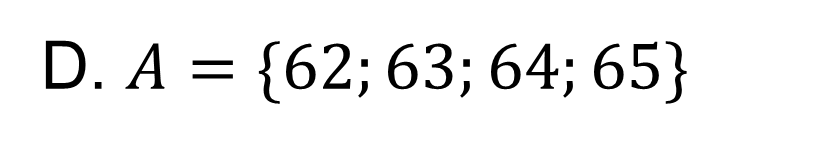 D. A = {62; 63; 64; 65}